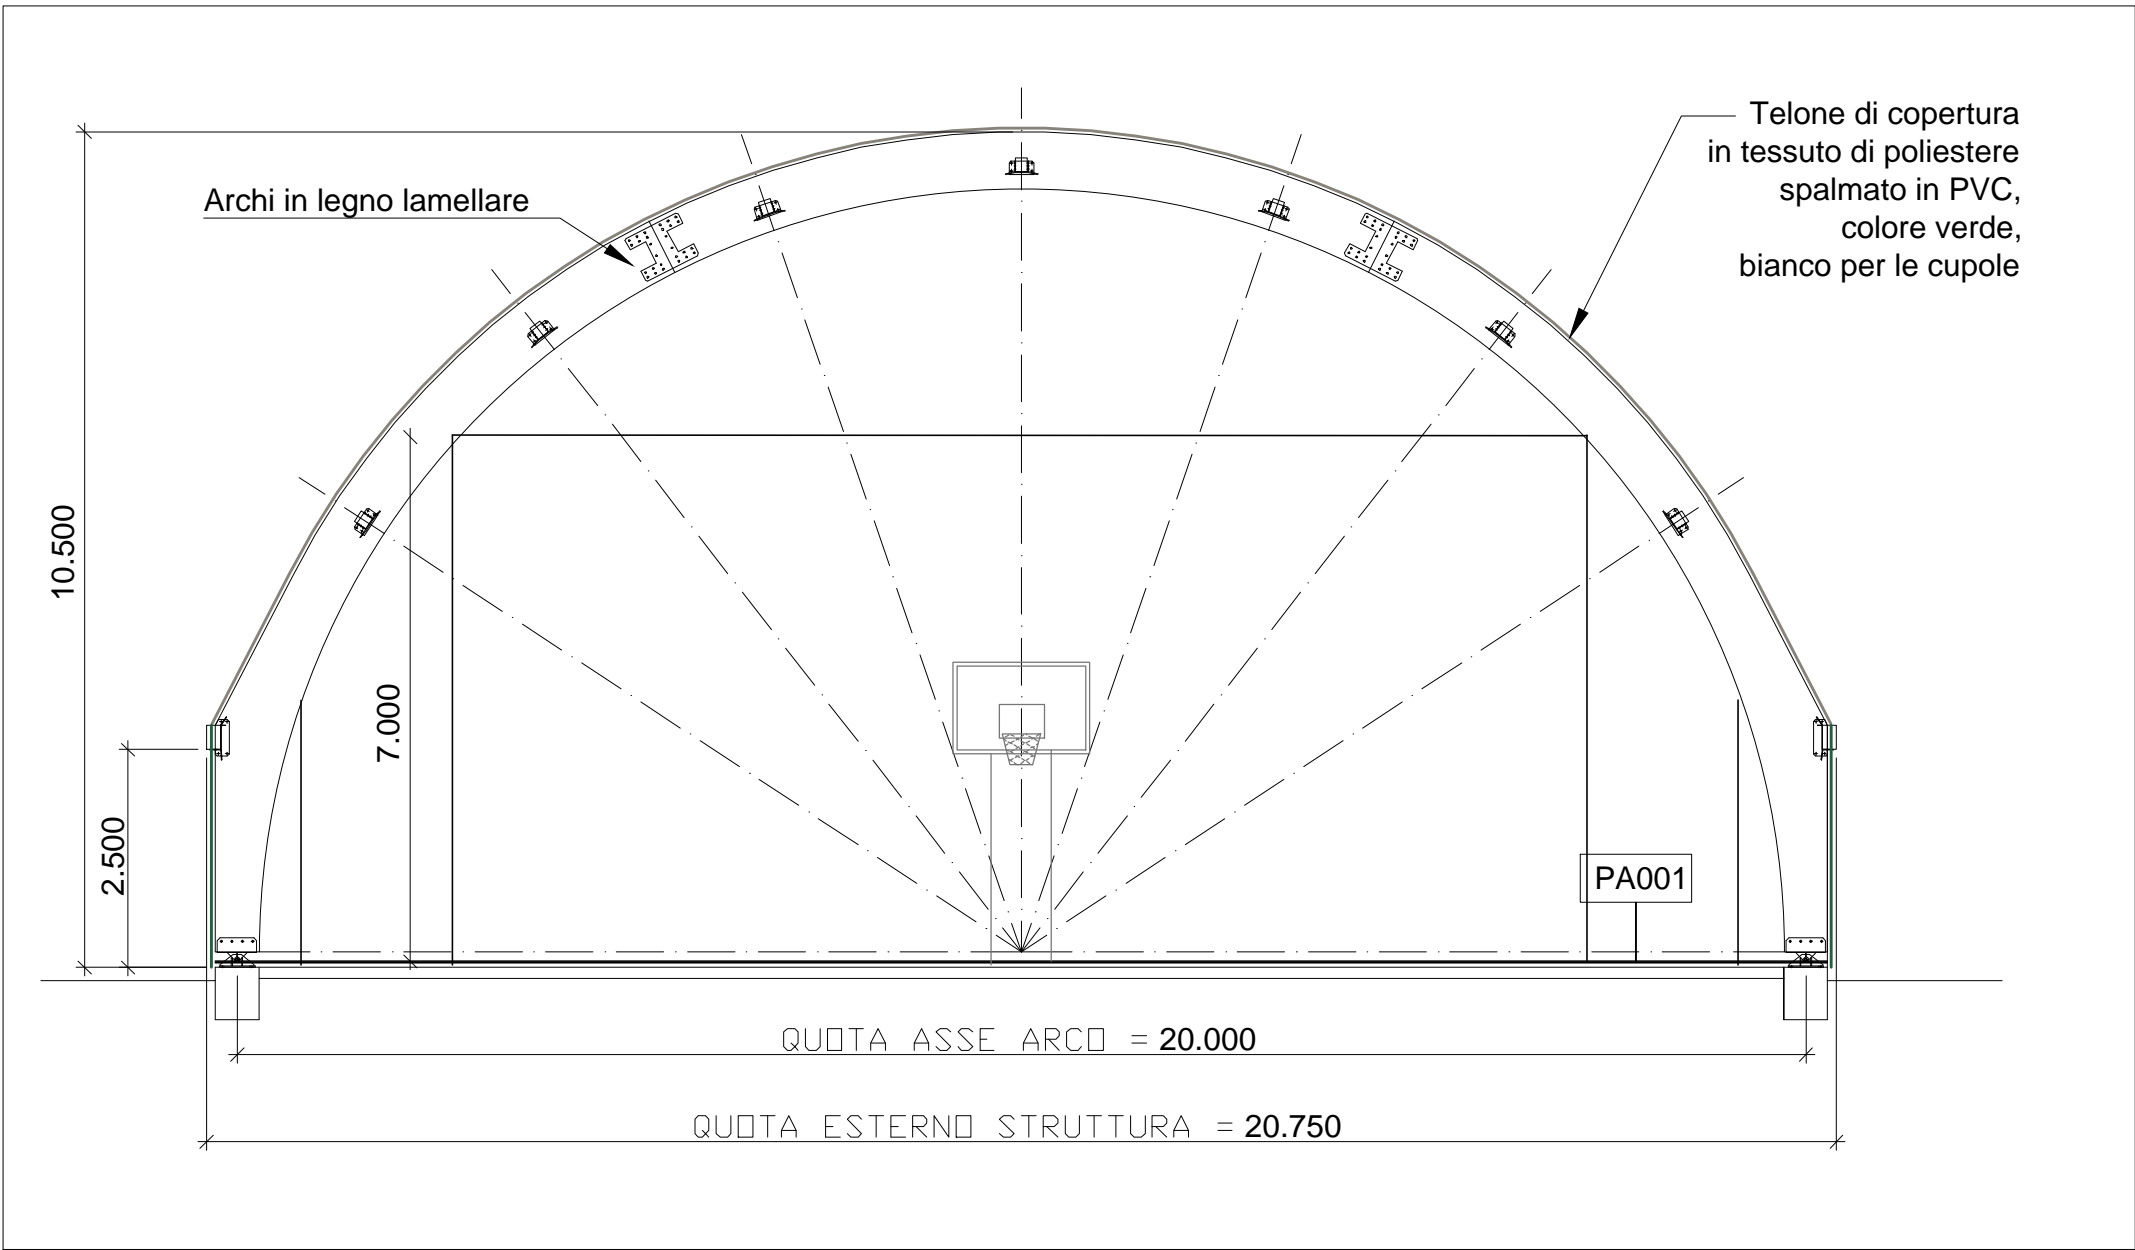 Telone di copertura
in tessuto di poliestere
spalmato in PVC,
colore verde,
bianco per le cupole
Archi in legno lamellare
10.500
7.000
2.500
PA001
QUOTA ASSE ARCO = 20.000
QUOTA ESTERNO STRUTTURA = 20.750